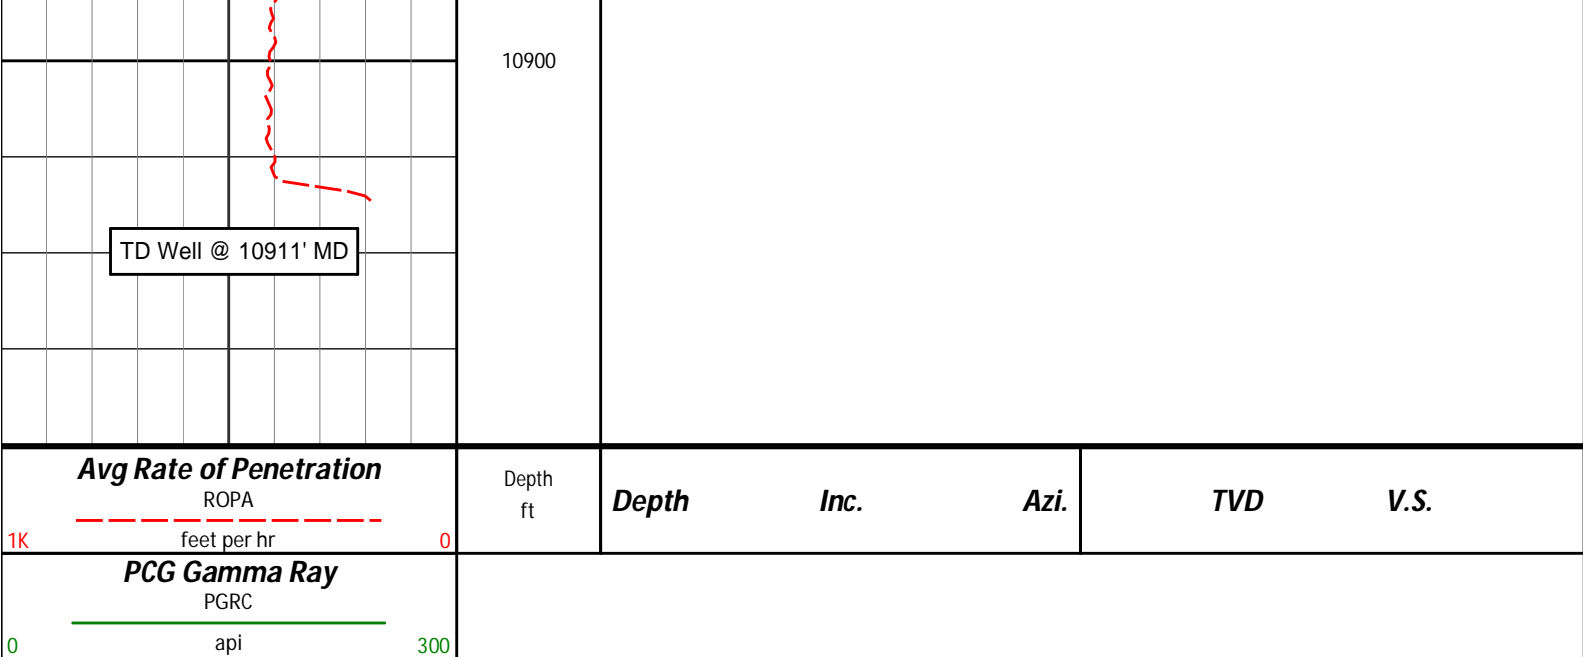 10900
TD Well @ 10911' MD
Avg Rate of Penetration
ROPA
1K feet per hr 0
Depth
ft
Depth Inc. Azi. TVD V.S.
PCG Gamma Ray
PGRC
0 api 300